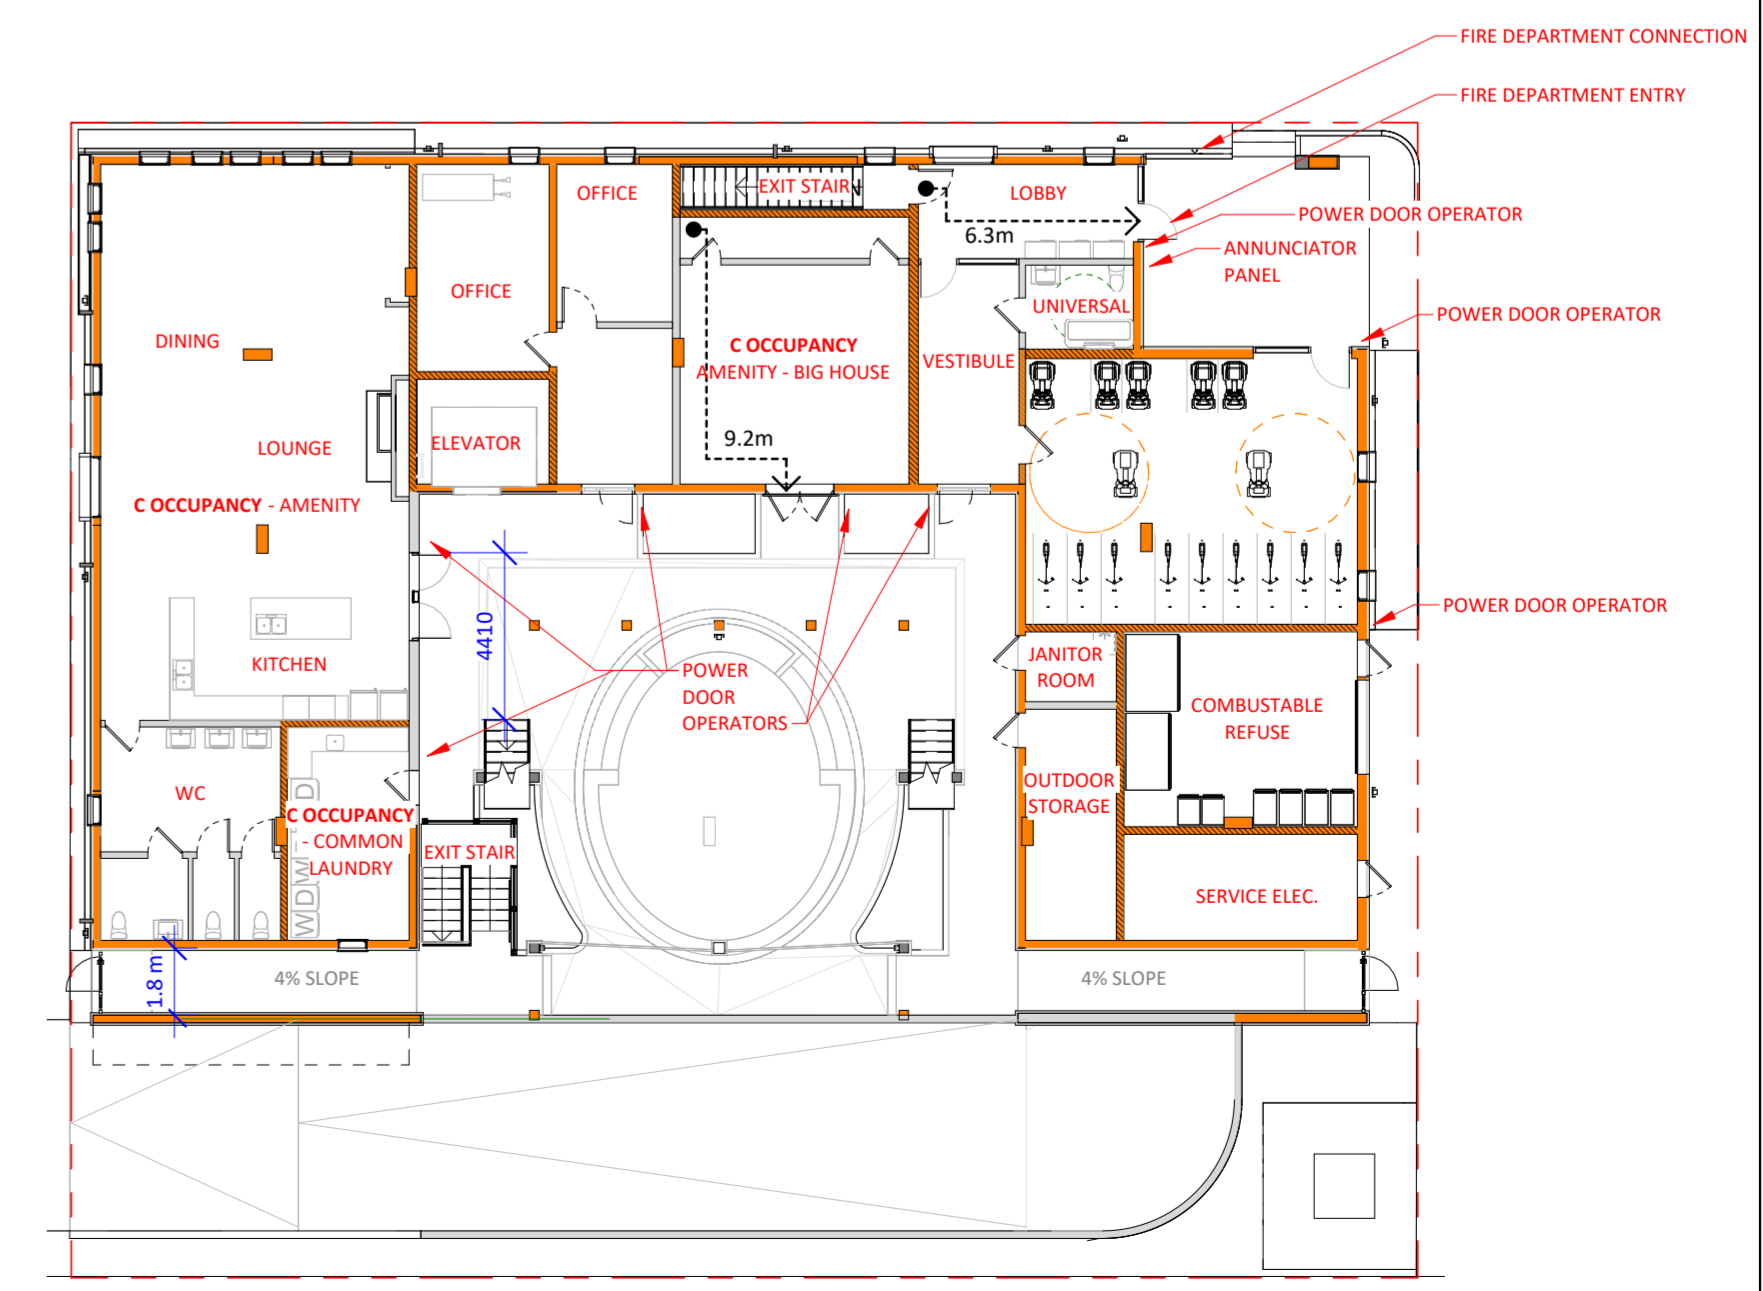 FIRE DEPARTMENT CONNECTION
FIRE DEPARTMENT ENTRY
OFFICE
EXIT STAIR
LOBBY
POWER DOOR OPERATOR
6.3m
ANNUNCIATOR
PANEL
OFFICE
UNIVERSAL
POWER DOOR OPERATOR
DINING
C OCCUPANCY
AMENITY - BIG HOUSE
VESTIBULE
ELEVATOR
9.2m
LOUNGE
C OCCUPANCY - AMENITY
POWER DOOR OPERATOR
4410
KITCHEN
POWER
DOOR
OPERATORS
JANITOR
ROOM
COMBUSTABLE
REFUSE
WC
OUTDOOR
STORAGE
C OCCUPANCY
- COMMON
LAUNDRY
W D W D
EXIT STAIR
SERVICE ELEC.
1.8 m
4% SLOPE
4% SLOPE